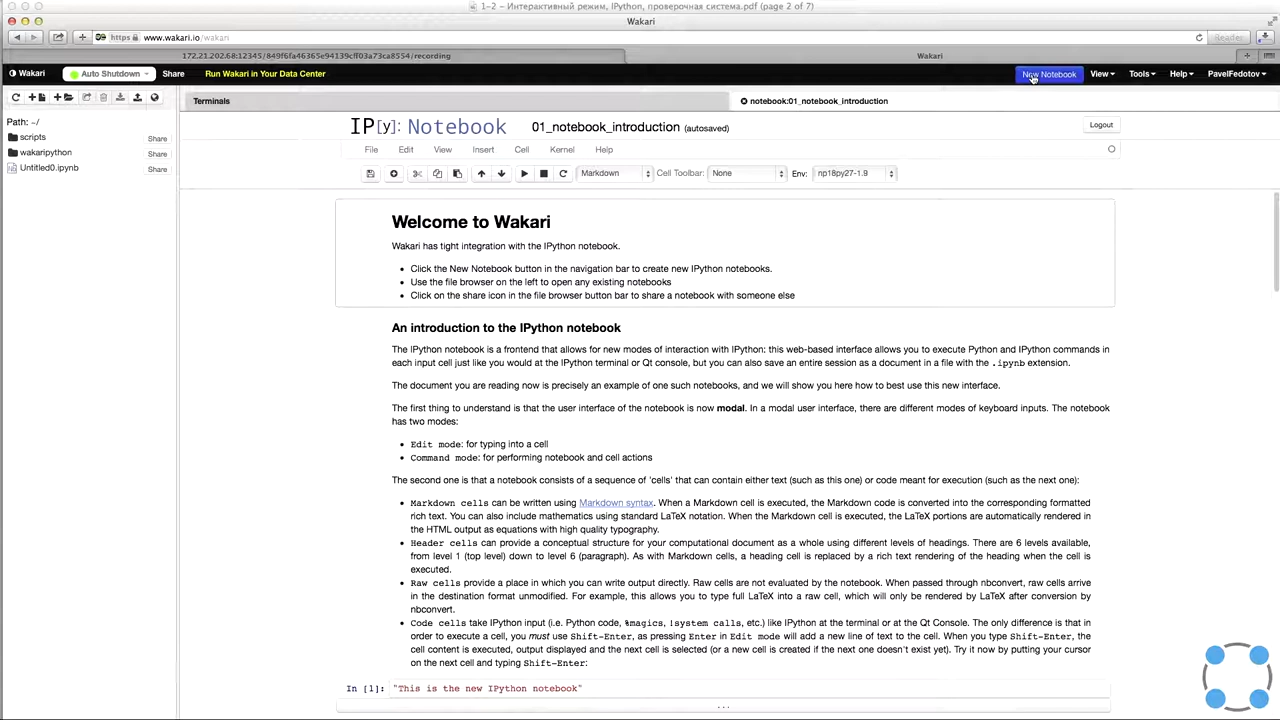 1-2 – Интерактивный режим, IPython, проверочная система.pdf (page 2 of 7)
Wakari
https www.wakari.io/wakari
Reader
172.21.202.68:12345/849f6fa46365e94139cff03a73ca8554/recording
Wakari
Wakari
Auto Shutdown
Share
Run Wakari in Your Data Center
New Notebook
View
Tools
Help
PavelFedotov
Terminals
notebook:01_notebook_introduction
Path: ~/
scripts Share
wakaripython Share
Untitled0.ipynb Share
IP[y]: Notebook
01_notebook_introduction (autosaved)
Logout
File Edit View Insert Cell Kernel Help
Markdown
Cell Toolbar: None
Env: np18py27-1.9
Welcome to Wakari
Wakari has tight integration with the IPython notebook.
• Click the New Notebook button in the navigation bar to create new IPython notebooks.
• Use the file browser on the left to open any existing notebooks
• Click on the share icon in the file browser button bar to share a notebook with someone else
An introduction to the IPython notebook
The IPython notebook is a frontend that allows for new modes of interaction with IPython: this web-based interface allows you to execute Python and IPython commands in
each input cell just like you would at the IPython terminal or Qt console, but you can also save an entire session as a document in a file with the .ipynb extension.
The document you are reading now is precisely an example of one such notebooks, and we will show you here how to best use this new interface.
The first thing to understand is that the user interface of the notebook is now modal. In a modal user interface, there are different modes of keyboard inputs. The notebook
has two modes:
• Edit mode: for typing into a cell
• Command mode: for performing notebook and cell actions
The second one is that a notebook consists of a sequence of 'cells' that can contain either text (such as this one) or code meant for execution (such as the next one):
• Markdown cells can be written using Markdown syntax. When a Markdown cell is executed, the Markdown code is converted into the corresponding formatted
rich text. You can also include mathematics using standard LaTeX notation. When the Markdown cell is executed, the LaTeX portions are automatically rendered in
the HTML output as equations with high quality typography.
• Header cells can provide a conceptual structure for your computational document as a whole using different levels of headings. There are 6 levels available,
from level 1 (top level) down to level 6 (paragraph). As with Markdown cells, a heading cell is replaced by a rich text rendering of the heading when the cell is
executed.
• Raw cells provide a place in which you can write output directly. Raw cells are not evaluated by the notebook. When passed through nbconvert, raw cells arrive
in the destination format unmodified. For example, this allows you to type full LaTeX into a raw cell, which will only be rendered by LaTeX after conversion by
nbconvert.
• Code cells take IPython input (i.e. Python code, %magics, !system calls, etc.) like IPython at the terminal or at the Qt Console. The only difference is that in
order to execute a cell, you must use Shift-Enter, as pressing Enter in Edit mode will add a new line of text to the cell. When you type Shift-Enter, the
cell content is executed, output displayed and the next cell is selected (or a new cell is created if the next one doesn't exist yet). Try it now by putting your cursor
on the next cell and typing Shift-Enter:
In [1]: "This is the new IPython notebook"
...